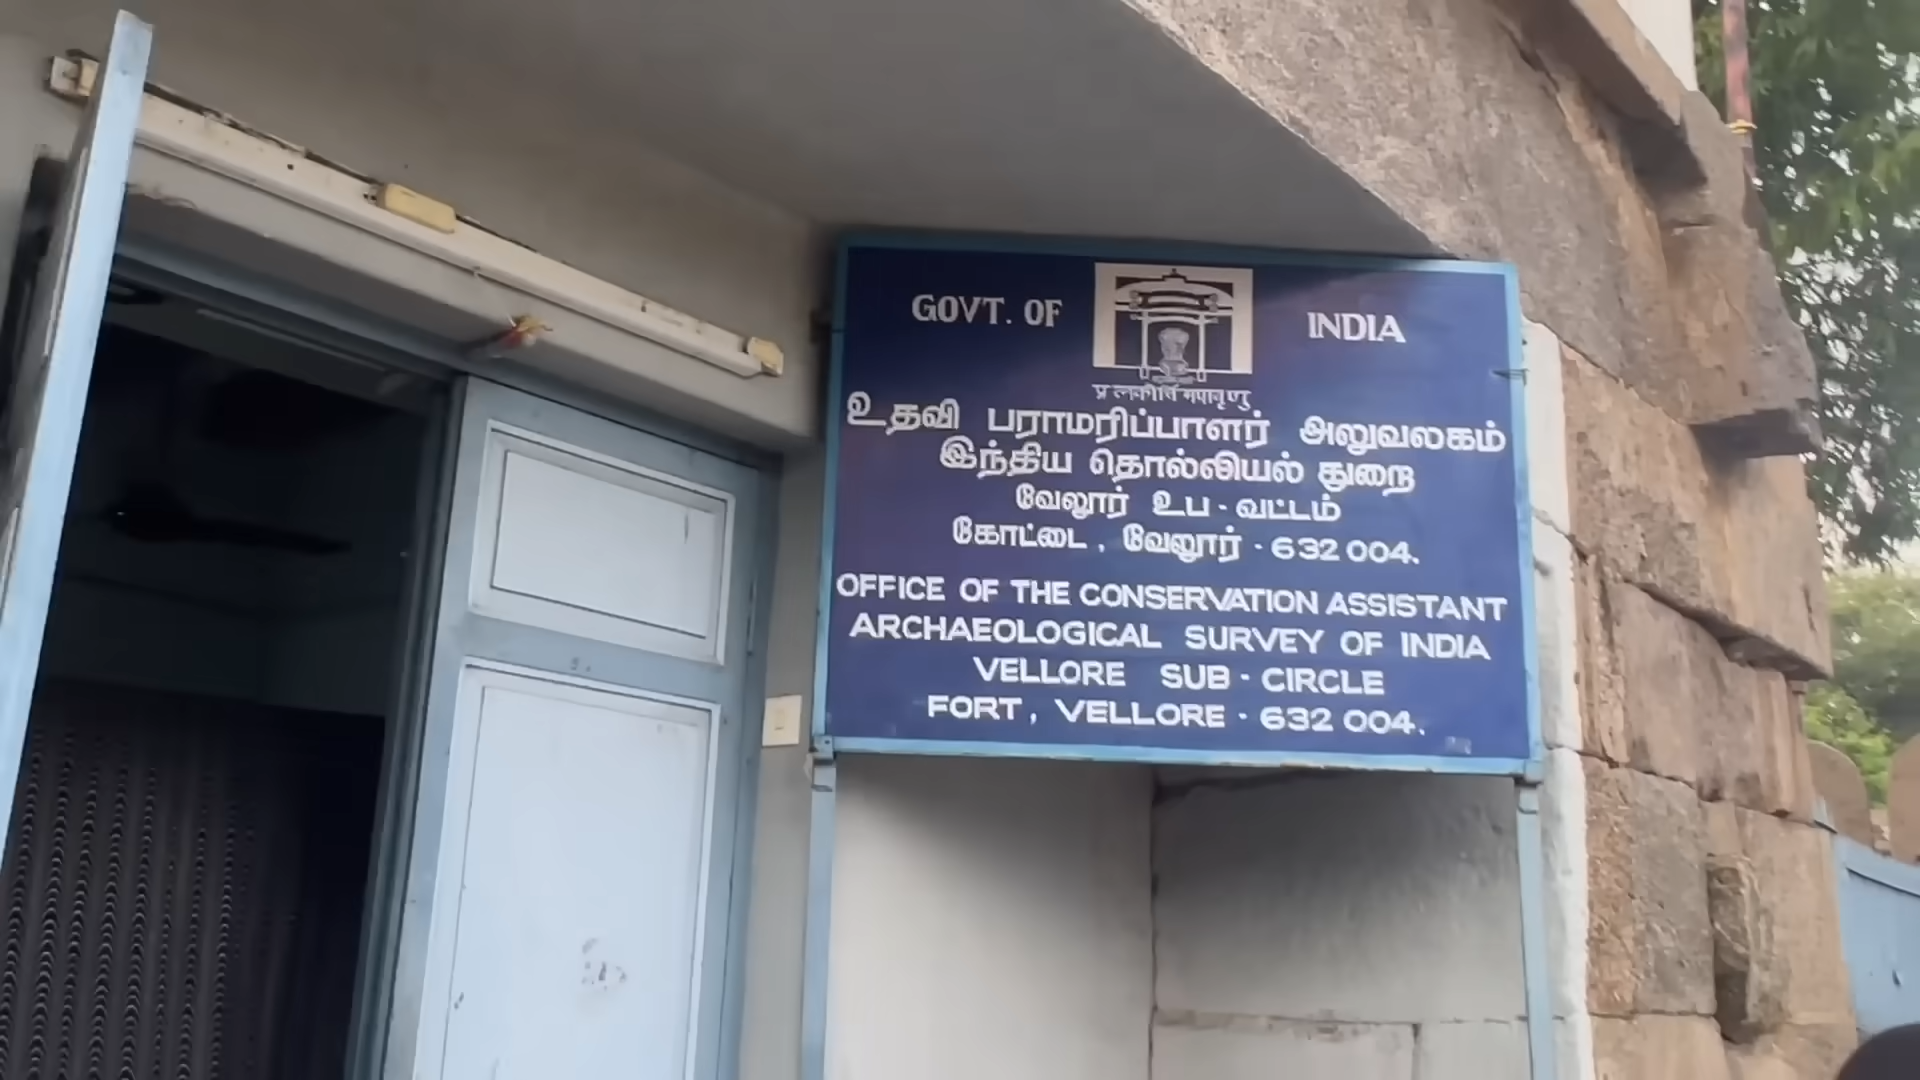 GOVT. OF INDIA
உதவி பராமரிப்பாளர் அலுவலகம்
இந்திய தொல்லியல் துறை
வேலூர் உப - வட்டம்
கோட்டை, வேலூர் - 632 004.
OFFICE OF THE CONSERVATION ASSISTANT
ARCHAEOLOGICAL SURVEY OF INDIA
VELLORE SUB - CIRCLE
FORT, VELLORE - 632 004.